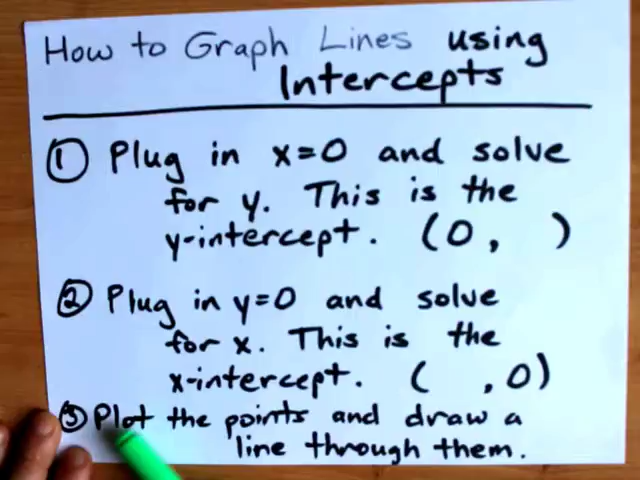 How to Graph Lines using
Intercepts
① Plug in x=0 and solve
for y. This is the
y-intercept. (0, )
② Plug in y=0 and solve
for x. This is the
x-intercept. ( ,0)
③ Plot the points and draw a
line through them.